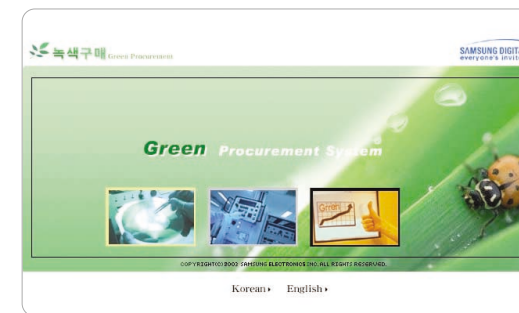 녹색구매 Green Procurement
SAMSUNG DIGIT
everyone's invit
Green Procurement System
Green
COPYRIGHT(C)2003 SAMSUNG ELECTRONICS INC. ALL RIGHTS RESERVED.
Korean▸ English▸